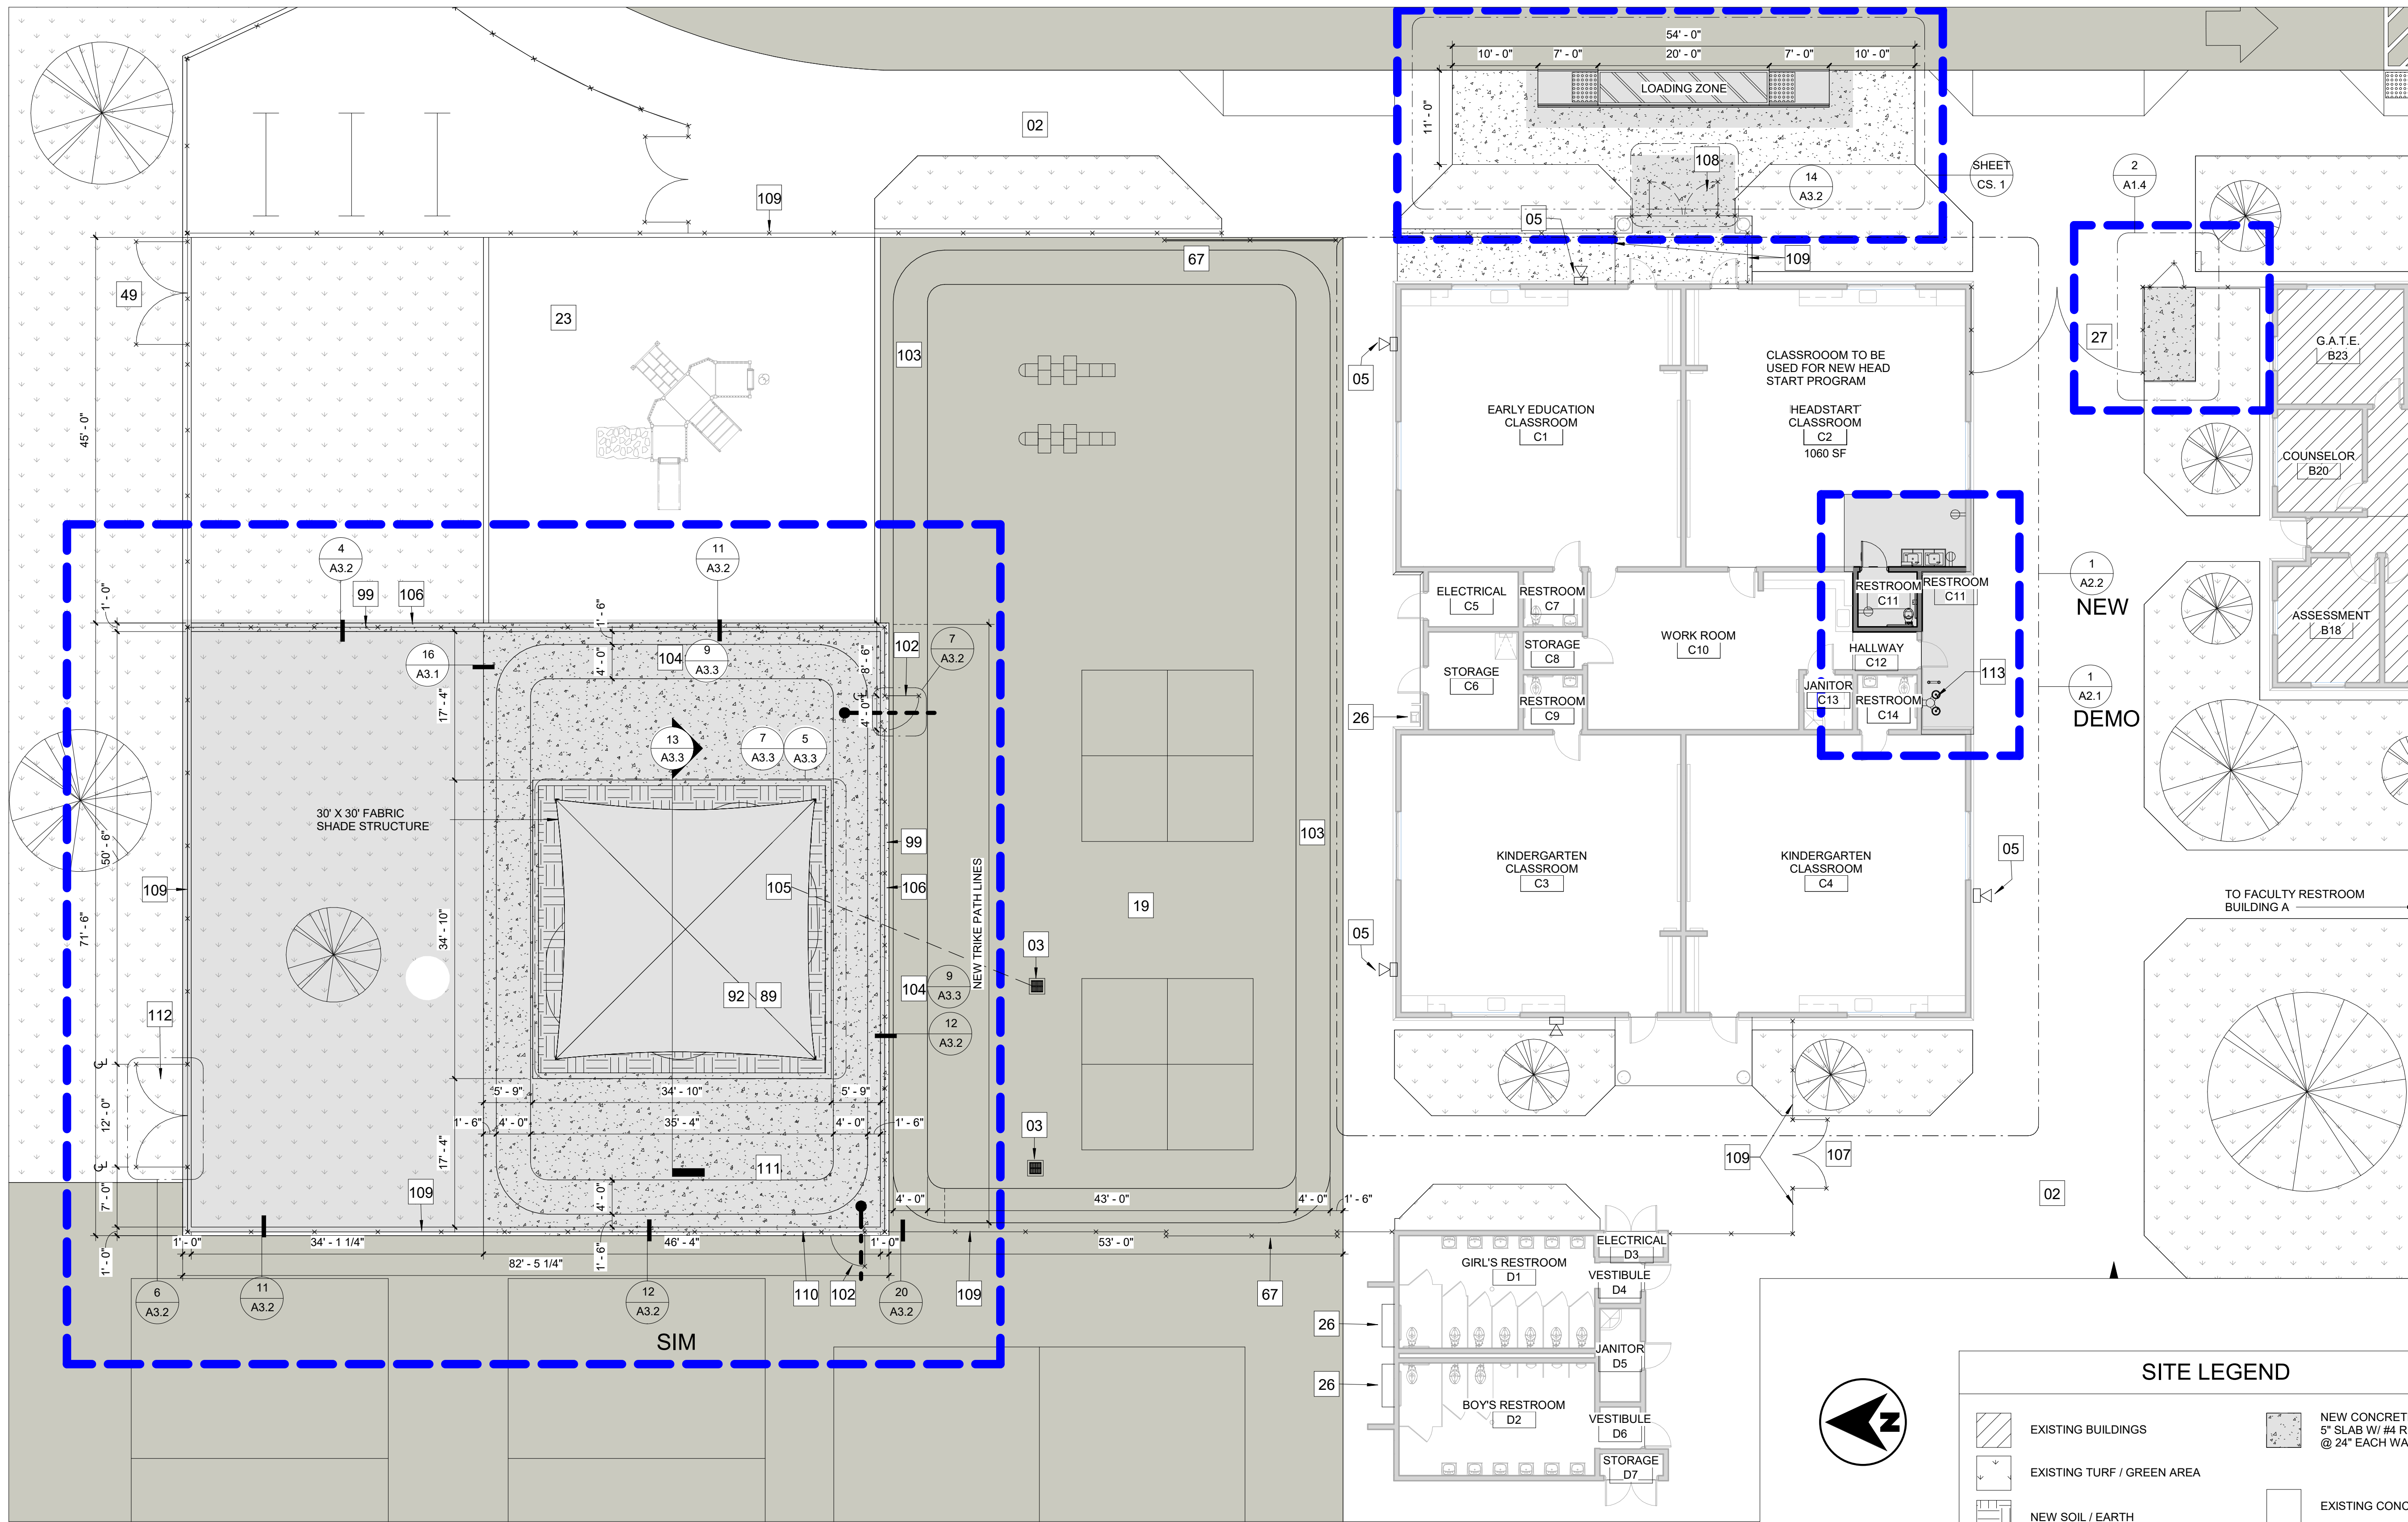 54' - 0"
10' - 0"
7' - 0"
20' - 0"
7' - 0"
10' - 0"
LOADING ZONE
11' - 0"
02
108
14
A3.2
SHEET
CS. 1
2
A1.4
109
05
67
109
49
23
27
103
05
45' - 0"
G.A.T.E.
B23
CLASSROOOM TO BE
USED FOR NEW HEAD
START PROGRAM
EARLY EDUCATION
CLASSROOM
C1
HEADSTART
CLASSROOM
C2
1060 SF
COUNSELOR
B20
4
A3.2
11
A3.2
99
106
1' - 0"
1' - 6"
1
A2.2
NEW
ELECTRICAL
C5
RESTROOM
C7
RESTROOM
C11
RESTROOM
C11
ASSESSMENT
B18
16
A3.1
4' - 0"
104
9
A3.3
8' - 6"
102
7
A3.2
STORAGE
C8
WORK ROOM
C10
HALLWAY
C12
STORAGE
C6
17' - 4"
4' - 0"
113
1
A2.1
DEMO
JANITOR
C13
RESTROOM
C14
RESTROOM
C9
26
13
A3.3
7
A3.3
5
A3.3
30' X 30' FABRIC
SHADE STRUCTURE
50' - 6"
99
103
05
KINDERGARTEN
CLASSROOM
C3
KINDERGARTEN
CLASSROOM
C4
109
105
106
19
NEW TRIKE PATH LINES
TO FACULTY RESTROOM
BUILDING A
71' - 6"
34' - 10"
03
05
92
89
104
9
A3.3
112
12
A3.2
C
L
5' - 9"
34' - 10"
5' - 9"
12' - 0"
1' - 6"
4' - 0"
35' - 4"
4' - 0"
1' - 6"
03
17' - 4"
C
L
111
109
107
109
7' - 0"
4' - 0"
4' - 0"
43' - 0"
4' - 0"
1' - 6"
02
1' - 0"
1' - 0"
34' - 1 1/4"
46' - 4"
1' - 0"
53' - 0"
1' - 6"
82' - 5 1/4"
ELECTRICAL
D3
GIRL'S RESTROOM
D1
VESTIBULE
D4
6
A3.2
11
A3.2
12
A3.2
110
102
20
A3.2
109
67
26
SIM
JANITOR
D5
26
BOY'S RESTROOM
D2
VESTIBULE
D6
STORAGE
D7
N
SITE LEGEND
EXISTING BUILDINGS
NEW CONCRET
5" SLAB W/ #4 R
@ 24" EACH WA
EXISTING TURF / GREEN AREA
EXISTING CONC
NEW SOIL / EARTH